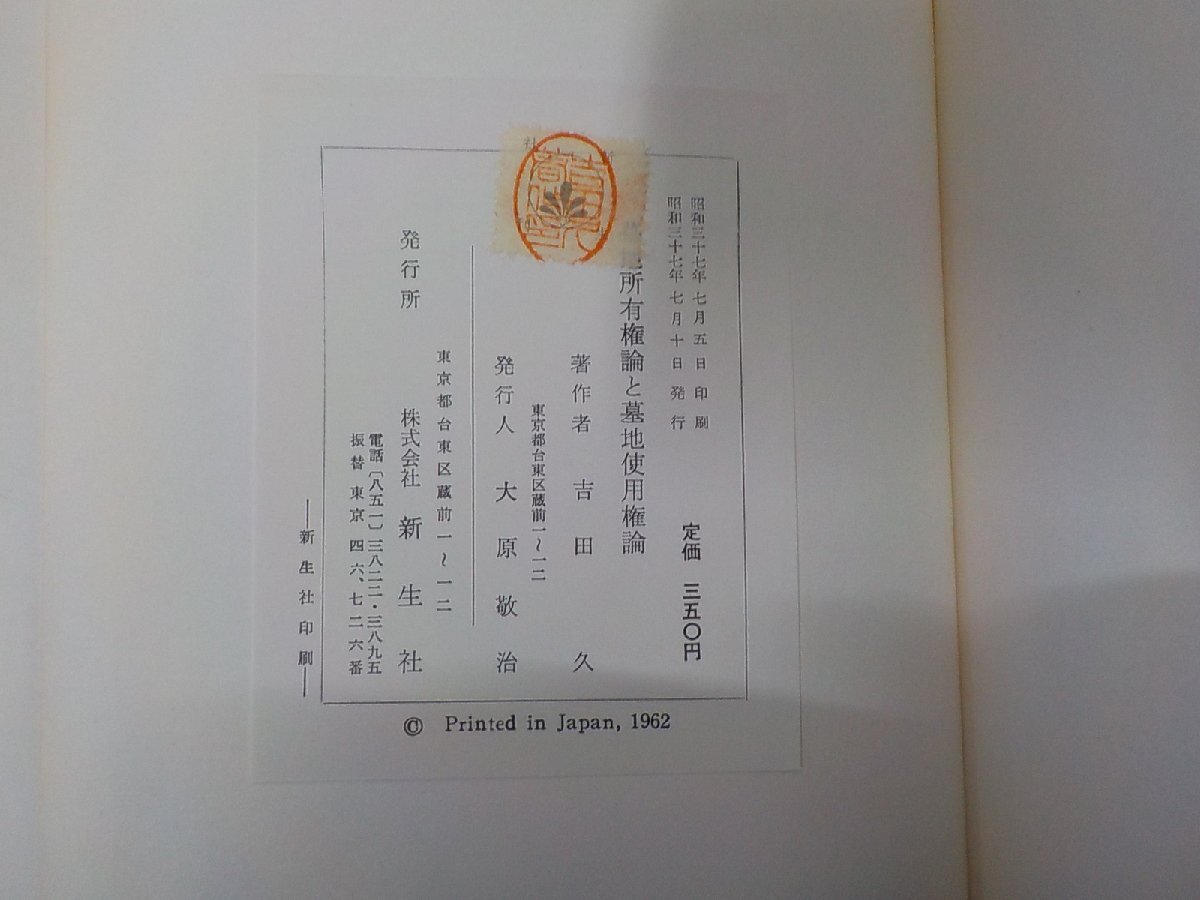 昭和三十七年七月五日 印刷
昭和三十七年七月十日 発行
定価 三五〇円
地所有権論と墓地使用権論
著作者 吉田久
東京都台東区蔵前一〜一二
発行人 大原敬治
東京都台東区蔵前一〜一二
発行所 株式会社 新生社
電話〔八五一〕三八二二・三八九五
振替 東京 四六、七二六番
—新生社印刷—
© Printed in Japan, 1962